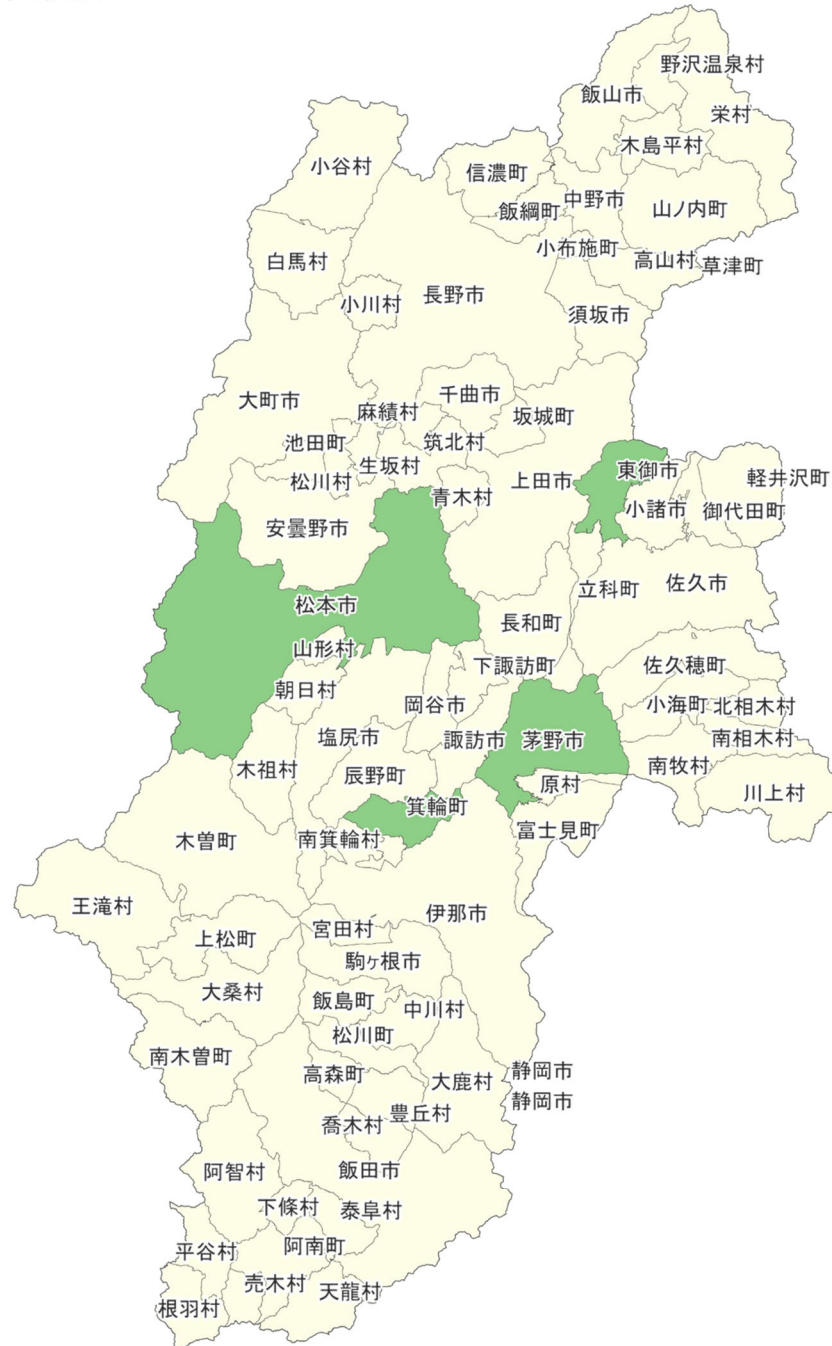 野沢温泉村
飯山市
栄村
木島平村
小谷村
信濃町
中野市
飯綱町
山ノ内町
白馬村
小布施町
高山村
草津町
小川村
長野市
須坂市
大町市
千曲市
麻績村
坂城町
池田町
筑北村
生坂村
松川村
青木村
上田市
東御市
軽井沢町
小諸市
御代田町
安曇野市
松本市
立科町
佐久市
長和町
山形村
下諏訪町
佐久穂町
朝日村
岡谷市
小海町
北相木村
塩尻市
諏訪市
茅野市
南相木村
木祖村
辰野町
原村
南牧村
川上村
箕輪町
木曽町
南箕輪村
富士見町
王滝村
伊那市
宮田村
上松町
駒ヶ根市
大桑村
飯島町
中川村
松川町
南木曽町
高森町
大鹿村
静岡市
静岡市
豊丘村
喬木村
阿智村
飯田市
下條村
泰阜村
平谷村
阿南町
売木村
天龍村
根羽村